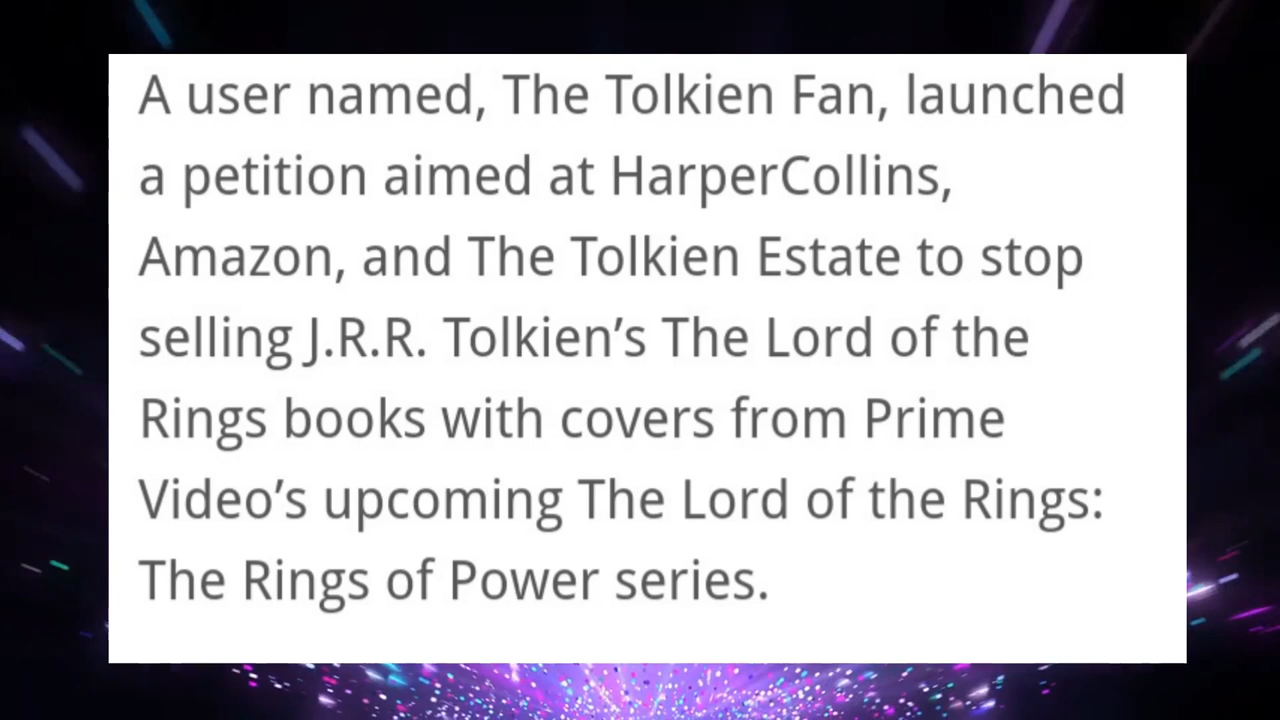 A user named, The Tolkien Fan, launched
a petition aimed at HarperCollins,
Amazon, and The Tolkien Estate to stop
selling J.R.R. Tolkien’s The Lord of the
Rings books with covers from Prime
Video’s upcoming The Lord of the Rings:
The Rings of Power series.